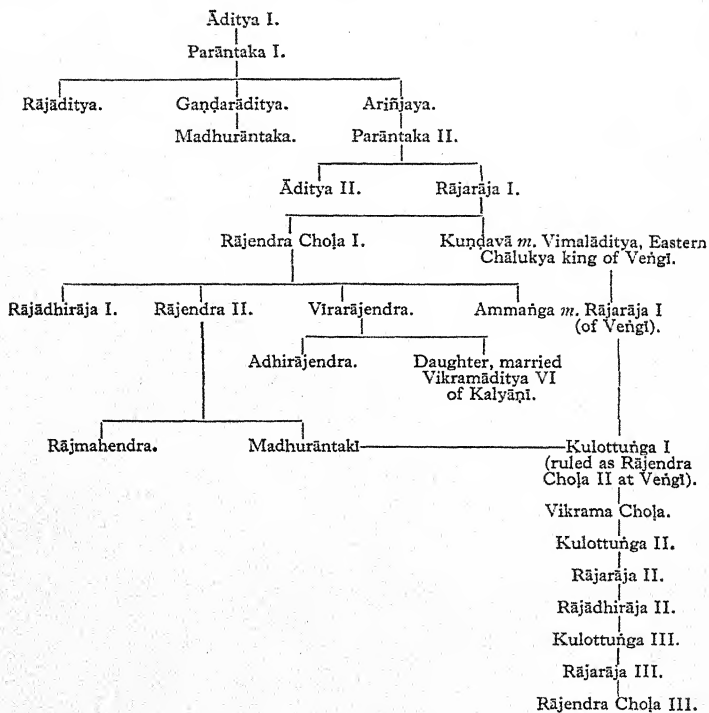 Āditya I.
Parāntaka I.
Rājāditya. Gaṇḍarāditya. Ariñjaya.
Madhurāntaka. Parāntaka II.
Āditya II. Rājarāja I.
Rājendra Choḷa I. Kuṇḍavā m. Vimalāditya, Eastern
Chālukya king of Veṅgī.
Rājādhirāja I. Rājendra II. Vīrarājendra. Ammaṅga m. Rājarāja I
(of Veṅgī).
Adhirājendra. Daughter, married
Vikramāditya VI
of Kalyāṇī.
Rājmahendra. Madhurāntakī Kulottuṅga I
(ruled as Rājendra
Choḷa II at Veṅgī).
Vikrama Choḷa.
Kulottuṅga II.
Rājarāja II.
Rājādhirāja II.
Kulottuṅga III.
Rājarāja III.
Rājendra Choḷa III.